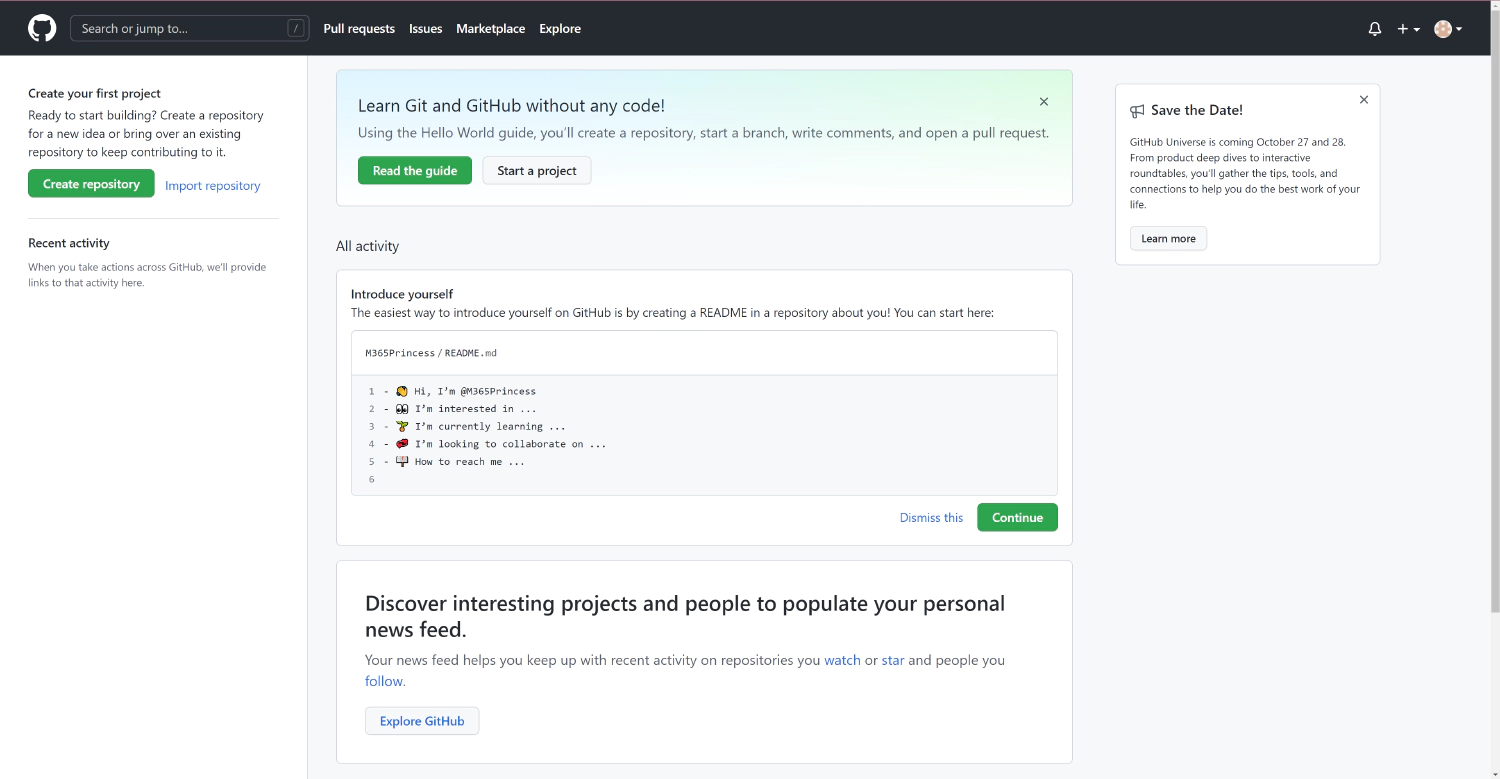 Search or jump to...
/
Pull requests
Issues
Marketplace
Explore
Create your first project
Ready to start building? Create a repository
for a new idea or bring over an existing
repository to keep contributing to it.
Create repository
Import repository
Recent activity
When you take actions across GitHub, we'll provide
links to that activity here.
Learn Git and GitHub without any code!
Using the Hello World guide, you'll create a repository, start a branch, write comments, and open a pull request.
Read the guide
Start a project
All activity
Introduce yourself
The easiest way to introduce yourself on GitHub is by creating a README in a repository about you! You can start here:
M365Princess / README.md
1 - 👋 Hi, I'm @M365Princess
2 - 👀 I'm interested in ...
3 - 🌱 I'm currently learning ...
4 - 💞️ I'm looking to collaborate on ...
5 - 📫 How to reach me ...
6
Dismiss this
Continue
Discover interesting projects and people to populate your personal
news feed.
Your news feed helps you keep up with recent activity on repositories you watch or star and people you
follow.
Explore GitHub
Save the Date!
GitHub Universe is coming October 27 and 28.
From product deep dives to interactive
roundtables, you'll gather the tips, tools, and
connections to help you do the best work of your
life.
Learn more